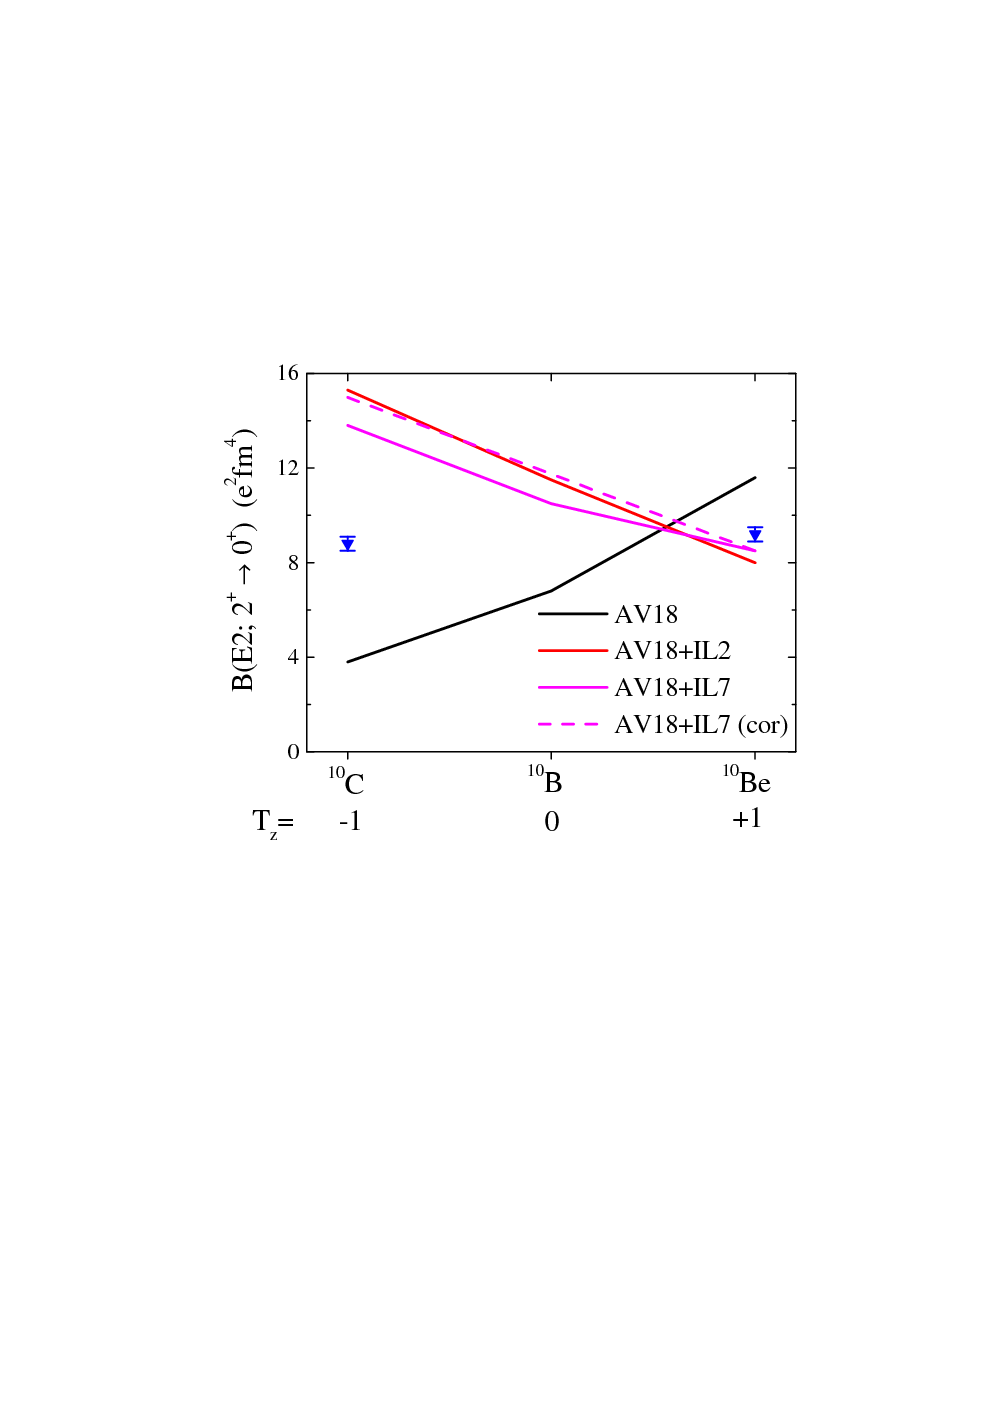 16
12
8
4
0
B(E2; 2⁺ → 0⁺) (e²fm⁴)
AV18
AV18+IL2
AV18+IL7
AV18+IL7 (cor)
¹⁰C ¹⁰B ¹⁰Be
T_z= -1 0 +1